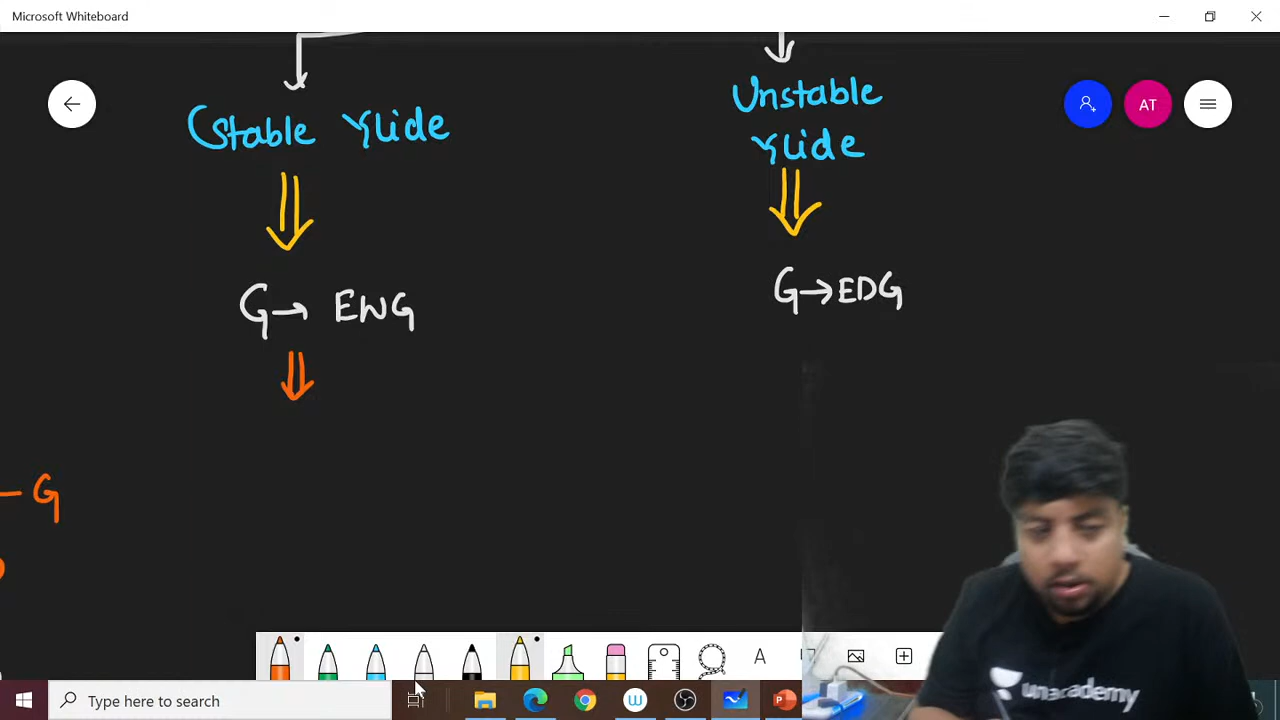 Microsoft Whiteboard
Stable Ylide
Unstable
Ylide
AT
G→ EWG
G→EDG
– G
A
unacademy
Type here to search